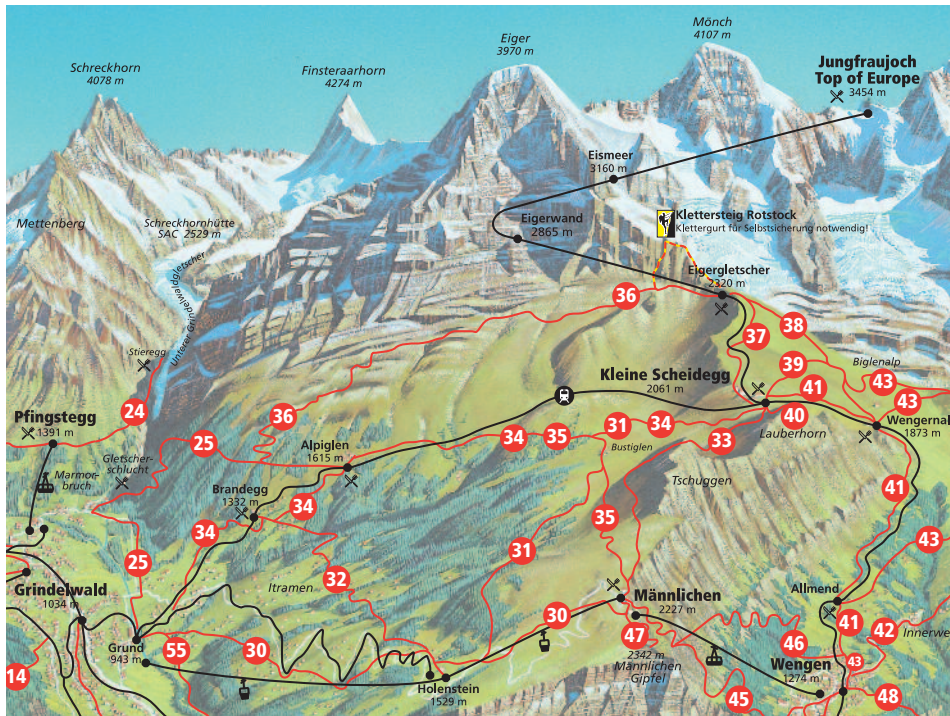 Mönch
4107 m
Eiger
3970 m
Jungfraujoch
Top of Europe
3454 m
Schreckhorn
4078 m
Finsteraarhorn
4274 m
Eismeer
3160 m
Mettenberg
Schreckhornhütte
SAC 2529 m
Eigerwand
2865 m
Klettersteig Rotstock
Klettergurt für Selbstsicherung notwendig!
Unterer Grindelwaldgletscher
Eigergletscher
2320 m
36
37
38
Stieregg
39
Biglenalp
Kleine Scheidegg
2061 m
41
43
43
24
36
40
Pfingstegg
1391 m
25
Alpiglen
1615 m
34
35
31
34
33
Lauberhorn
Wengernal
1873 m
Bustiglen
Gletscher-
schlucht
Marmor-
bruch
Brandegg
1332 m
34
Tschuggen
41
34
35
43
25
31
32
Itramen
Grindelwald
1034 m
Männlichen
2227 m
Allmend
30
41
42
Innerwe
47
46
Grund
943 m
55
30
2342 m
Männlichen
Gipfel
43
14
Holenstein
1529 m
Wengen
1274 m
45
48